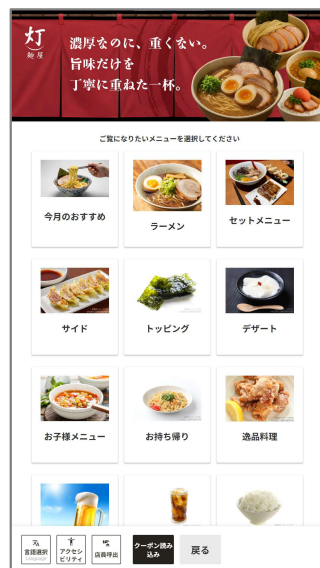 灯
麺屋
濃厚なのに、重くない。
旨味だけを
丁寧に重ねた一杯。
ご覧になりたいメニューを選択してください
今月のおすすめ
ラーメン
セットメニュー
サイド
トッピング
デザート
お子様メニュー
お持ち帰り
逸品料理
言語選択
Language
アクセシ
ビリティ
店員呼出
クーポン読み
込み
戻る